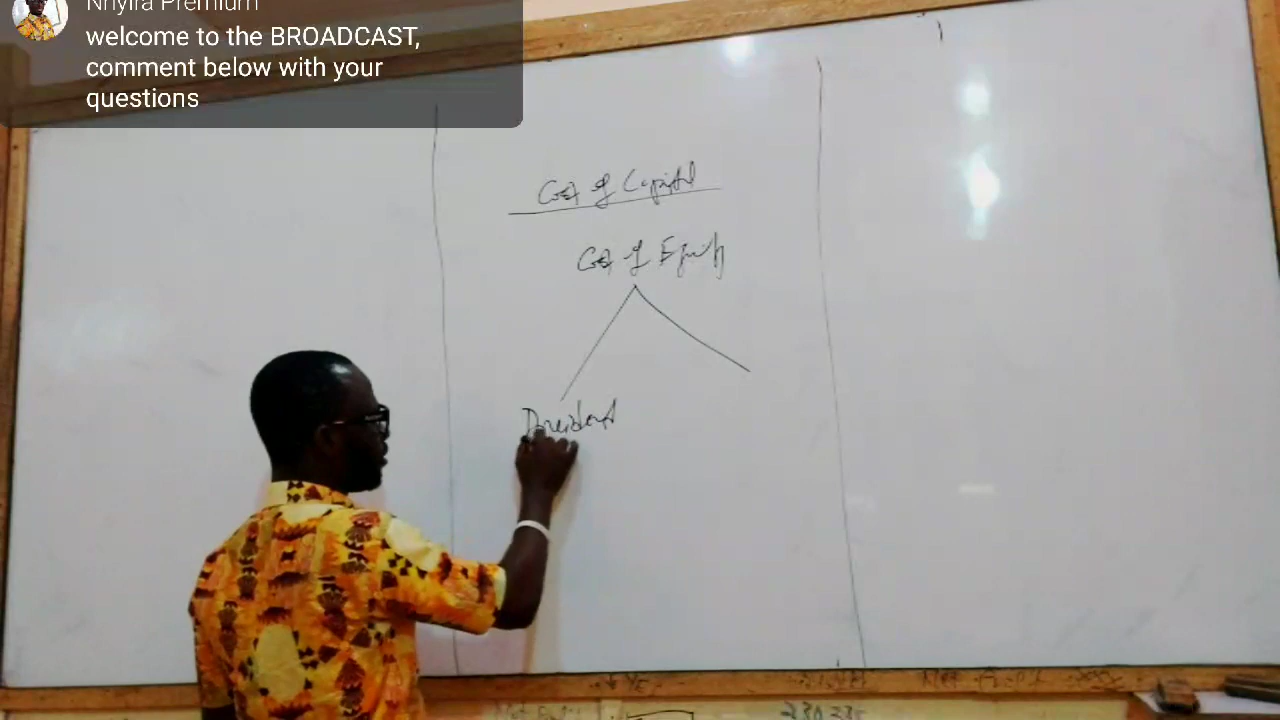 Nhyira Premium
welcome to the BROADCAST,
comment below with your
questions
Cost of Capital
Cost of Equity
Dividend